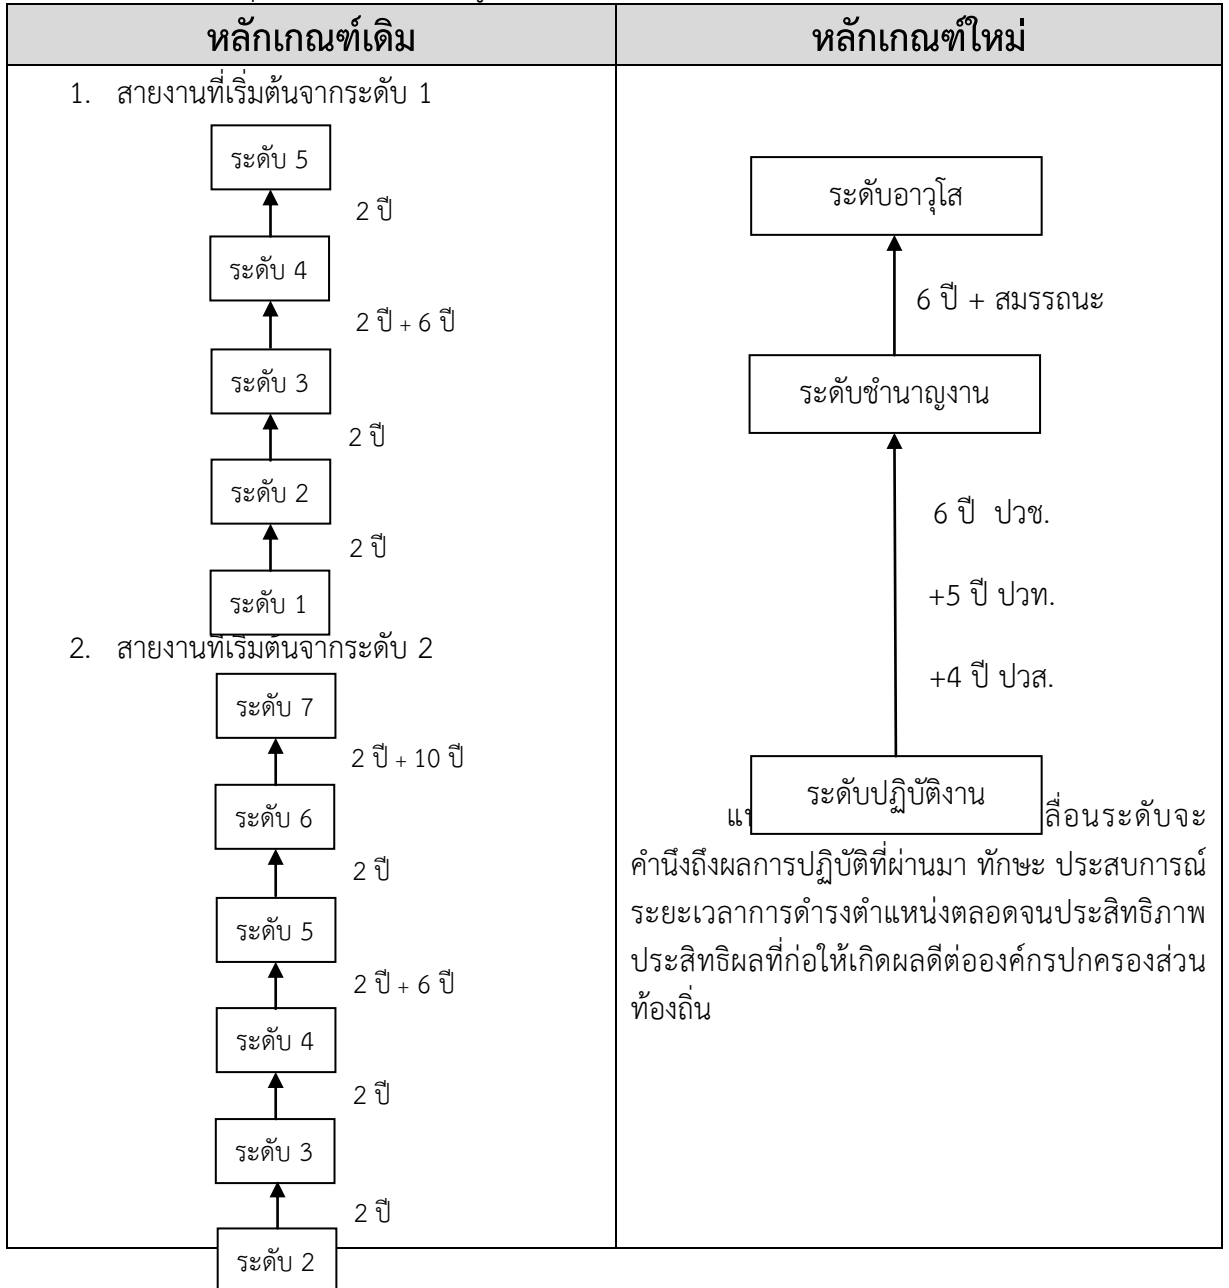 หลักเกณฑ์เดิม
1. สายงานที่เริ่มต้นจากระดับ 1
ระดับ 5
2 ปี
ระดับ 4
2 ปี + 6 ปี
ระดับ 3
2 ปี
ระดับ 2
2 ปี
ระดับ 1
2. สายงานที่เริ่มต้นจากระดับ 2
ระดับ 7
2 ปี + 10 ปี
ระดับ 6
2 ปี
ระดับ 5
2 ปี + 6 ปี
ระดับ 4
2 ปี
ระดับ 3
2 ปี
ระดับ 2
หลักเกณฑ์ใหม่
ระดับอาวุโส
6 ปี + สมรรถนะ
ระดับชำนาญงาน
6 ปี ปวช.
+5 ปี ปวท.
+4 ปี ปวส.
ระดับปฏิบัติงาน
ลื่อนระดับจะ
คำนึงถึงผลการปฏิบัติที่ผ่านมา ทักษะ ประสบการณ์
ระยะเวลาการดำรงตำแหน่งตลอดจนประสิทธิภาพ
ประสิทธิผลที่ก่อให้เกิดผลดีต่อองค์กรปกครองส่วน
ท้องถิ่น